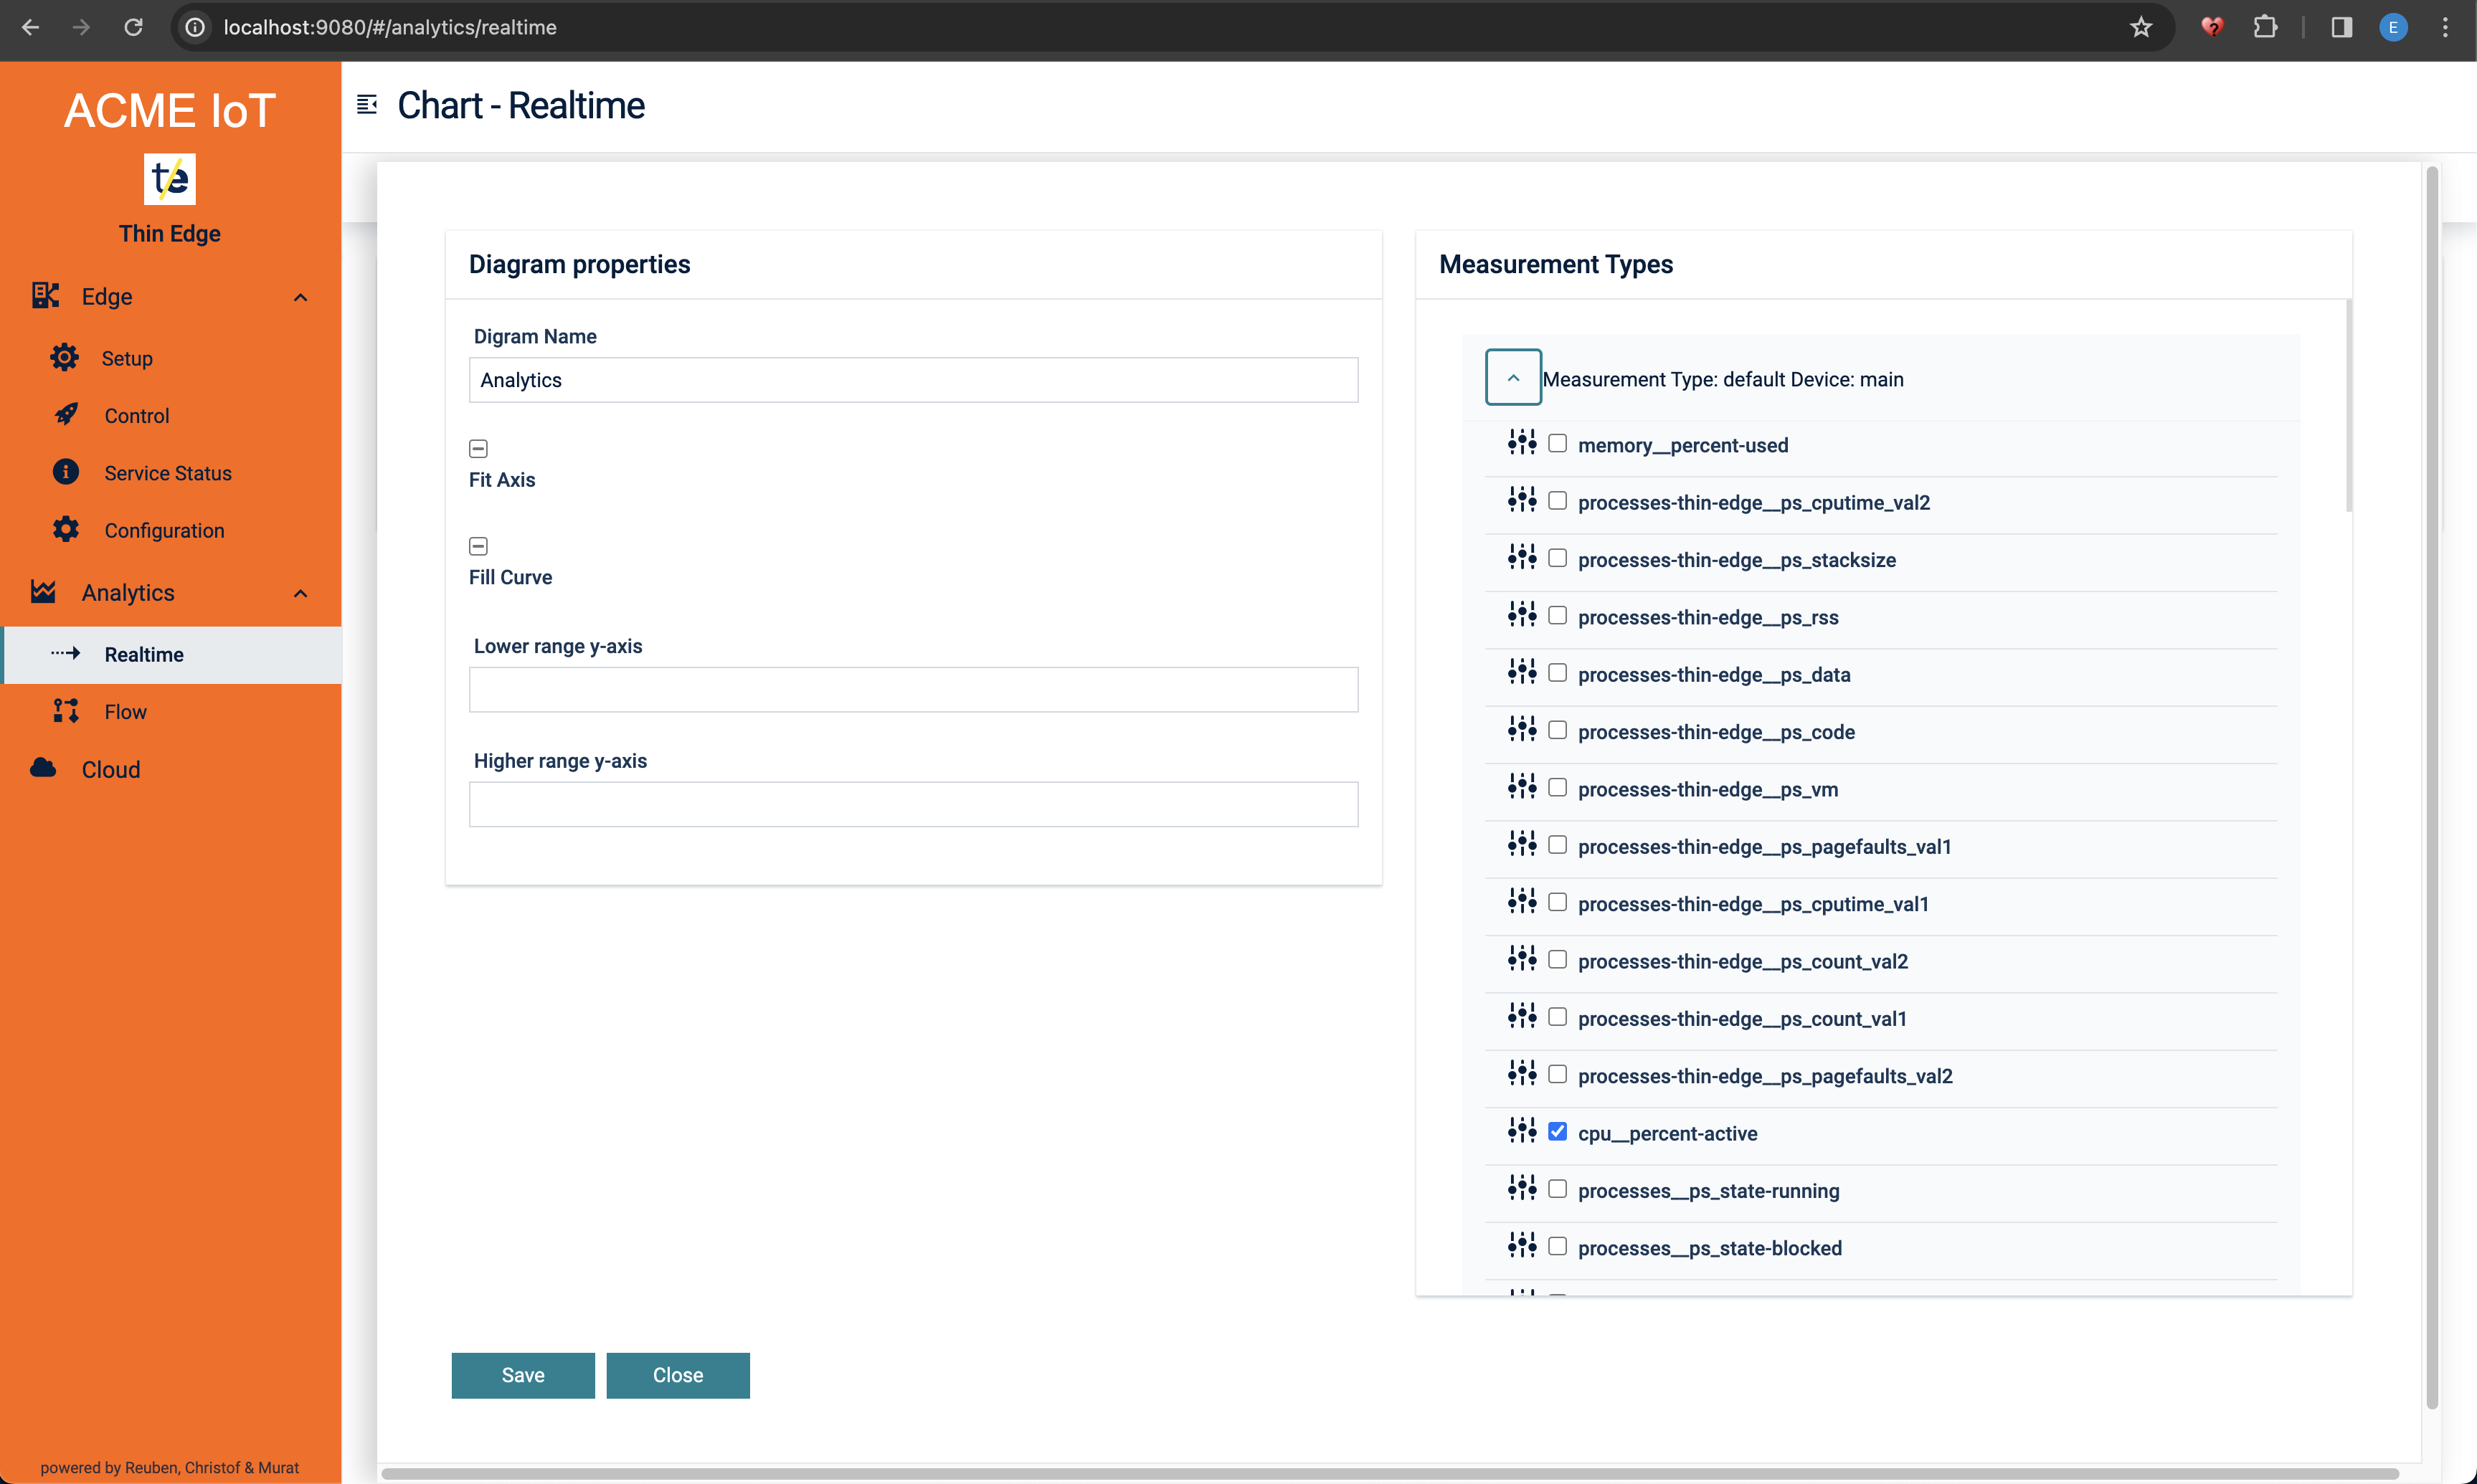 localhost:9080/#/analytics/realtime
E
ACME IoT
t/e
Thin Edge
Edge
Setup
Control
Service Status
Configuration
Analytics
Realtime
Flow
Cloud
powered by Reuben, Christof & Murat
Chart - Realtime
Diagram properties
Digram Name
Analytics
Fit Axis
Fill Curve
Lower range y-axis
Higher range y-axis
Save
Close
Measurement Types
Measurement Type: default Device: main
memory__percent-used
processes-thin-edge__ps_cputime_val2
processes-thin-edge__ps_stacksize
processes-thin-edge__ps_rss
processes-thin-edge__ps_data
processes-thin-edge__ps_code
processes-thin-edge__ps_vm
processes-thin-edge__ps_pagefaults_val1
processes-thin-edge__ps_cputime_val1
processes-thin-edge__ps_count_val2
processes-thin-edge__ps_count_val1
processes-thin-edge__ps_pagefaults_val2
cpu__percent-active
processes__ps_state-running
processes__ps_state-blocked